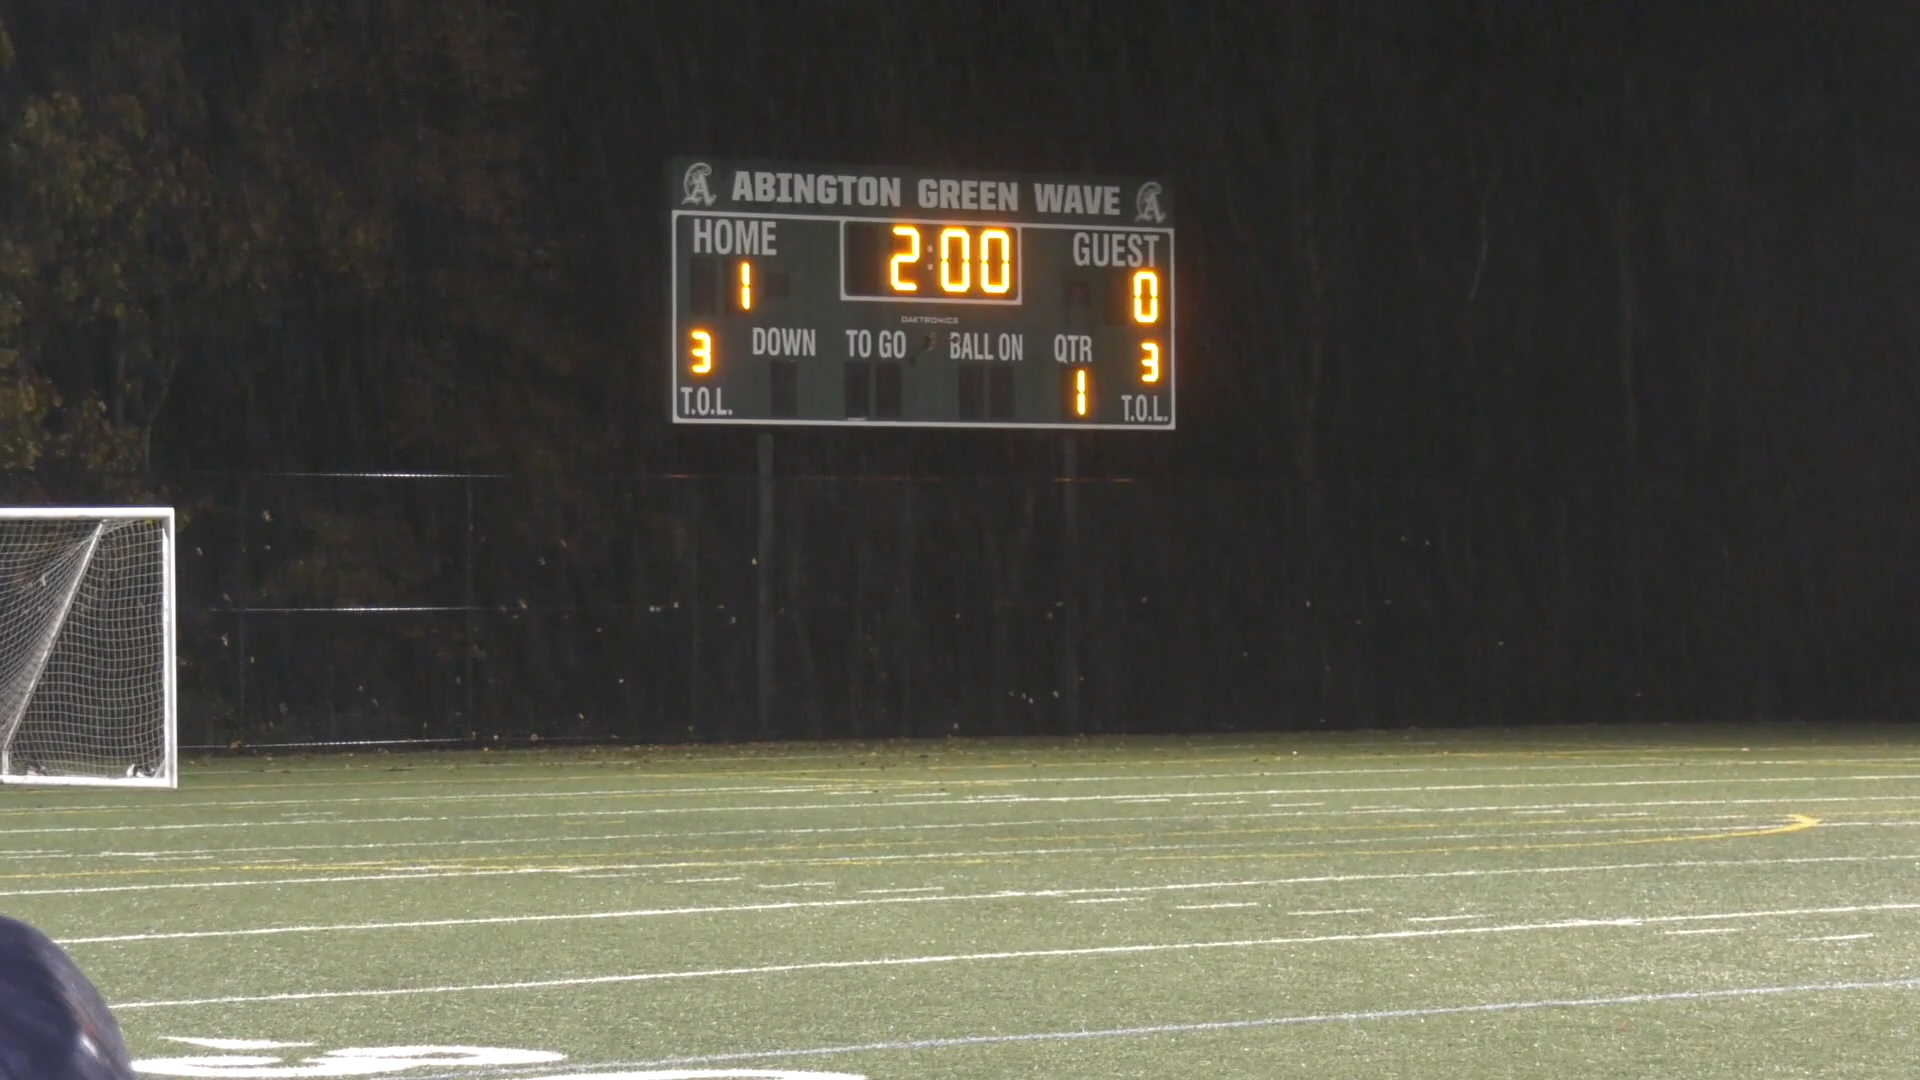 A ABINGTON GREEN WAVE A
HOME 2:00 GUEST
1 0
DAKTRONICS
3 DOWN TO GO BALL ON QTR 3
T.O.L. 1 T.O.L.